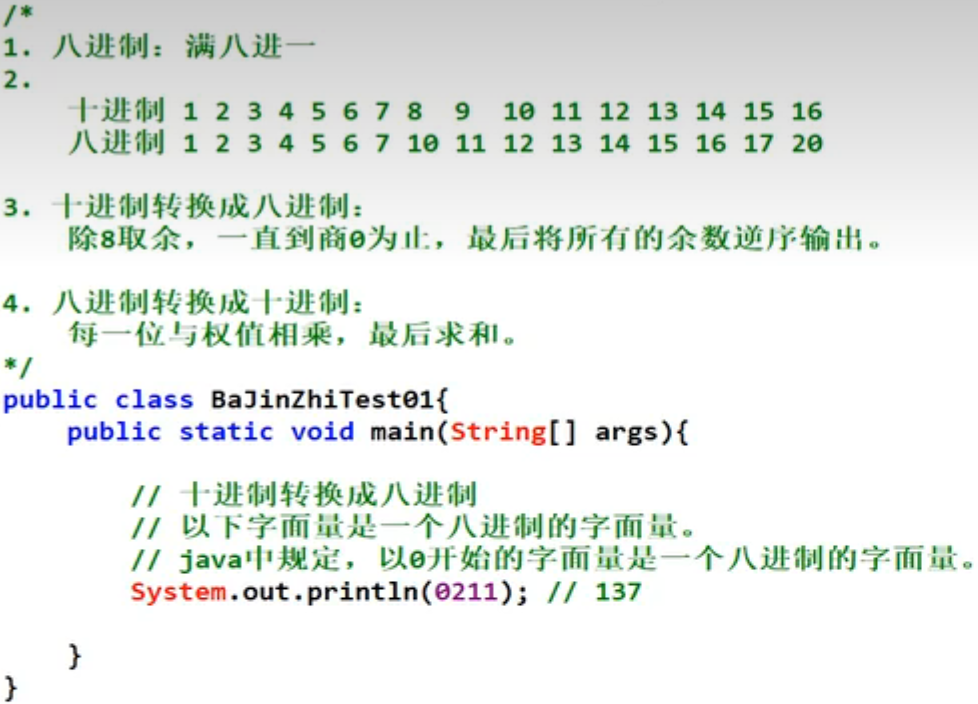 /*
1. 八进制：满八进一
2.
    十进制 1 2 3 4 5 6 7 8  9  10 11 12 13 14 15 16
    八进制 1 2 3 4 5 6 7 10 11 12 13 14 15 16 17 20

3. 十进制转换成八进制：
    除8取余，一直到商0为止，最后将所有的余数逆序输出。

4. 八进制转换成十进制：
    每一位与权值相乘，最后求和。
*/
public class BaJinZhiTest01{
    public static void main(String[] args){

        // 十进制转换成八进制
        // 以下字面量是一个八进制的字面量。
        // java中规定，以0开始的字面量是一个八进制的字面量。
        System.out.println(0211); // 137

    }
}